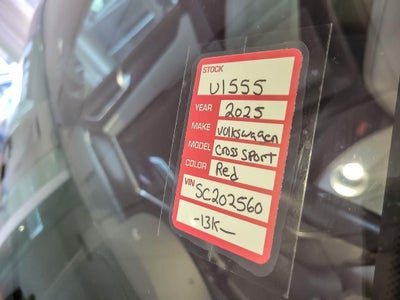 STOCK
U1555
YEAR 2025
MAKE Volkswagen
MODEL Cross Sport
COLOR Red
VIN SC202560
-13K-